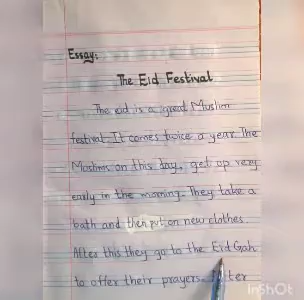 Essay:
The Eid Festival
The eid is a great Muslim
festival. It comes twice a year. The
Muslims on this day, get up very
early in the morning. They take a
bath and then put on new clothes.
After this they go to the Eid Gah
to offer their prayers. After
InShot